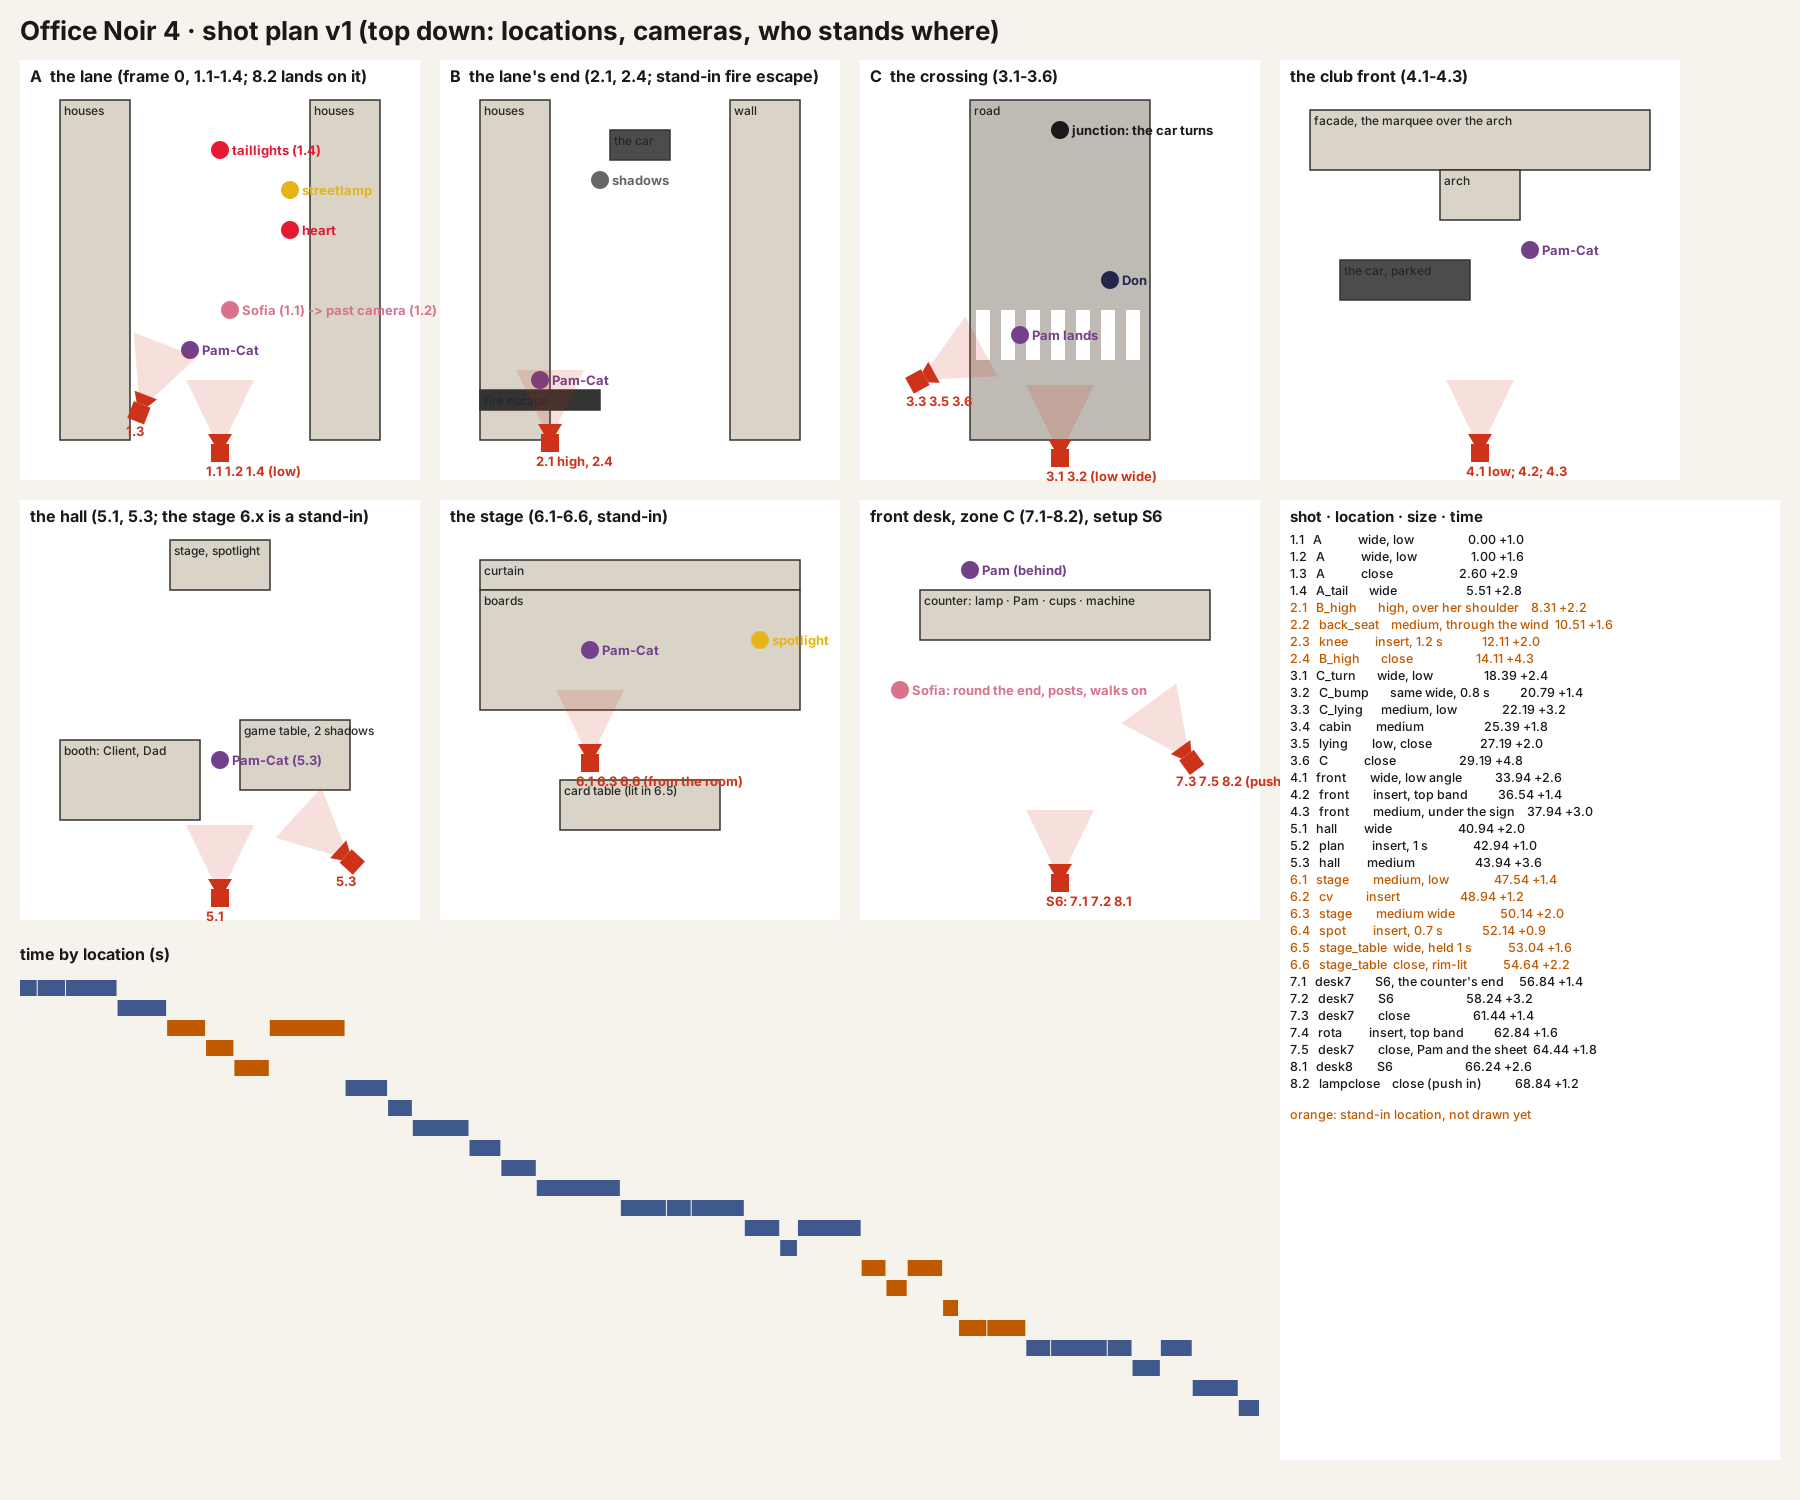 Office Noir 4 · shot plan v1 (top down: locations, cameras, who stands where)
A  the lane (frame 0, 1.1-1.4; 8.2 lands on it)
houses
houses
taillights (1.4)
streetlamp
heart
Sofia (1.1) -> past camera (1.2)
Pam-Cat
1.3
1.1 1.2 1.4 (low)
B  the lane's end (2.1, 2.4; stand-in fire escape)
houses
wall
the car
shadows
Pam-Cat
fire escape
2.1 high, 2.4
C  the crossing (3.1-3.6)
road
junction: the car turns
Don
Pam lands
3.3 3.5 3.6
3.1 3.2 (low wide)
the club front (4.1-4.3)
facade, the marquee over the arch
arch
Pam-Cat
the car, parked
4.1 low; 4.2; 4.3
the hall (5.1, 5.3; the stage 6.x is a stand-in)
stage, spotlight
game table, 2 shadows
booth: Client, Dad
Pam-Cat (5.3)
5.3
5.1
the stage (6.1-6.6, stand-in)
curtain
boards
spotlight
Pam-Cat
6.1 6.3 6.6 (from the room)
card table (lit in 6.5)
front desk, zone C (7.1-8.2), setup S6
Pam (behind)
counter: lamp · Pam · cups · machine
Sofia: round the end, posts, walks on
7.3 7.5 8.2 (push
S6: 7.1 7.2 8.1
shot · location · size · time
1.1  A  wide, low  0.00 +1.0
1.2  A  wide, low  1.00 +1.6
1.3  A  close  2.60 +2.9
1.4  A_tail  wide  5.51 +2.8
2.1  B_high  high, over her shoulder  8.31 +2.2
2.2  back_seat  medium, through the wind  10.51 +1.6
2.3  knee  insert, 1.2 s  12.11 +2.0
2.4  B_high  close  14.11 +4.3
3.1  C_turn  wide, low  18.39 +2.4
3.2  C_bump  same wide, 0.8 s  20.79 +1.4
3.3  C_lying  medium, low  22.19 +3.2
3.4  cabin  medium  25.39 +1.8
3.5  lying  low, close  27.19 +2.0
3.6  C  close  29.19 +4.8
4.1  front  wide, low angle  33.94 +2.6
4.2  front  insert, top band  36.54 +1.4
4.3  front  medium, under the sign  37.94 +3.0
5.1  hall  wide  40.94 +2.0
5.2  plan  insert, 1 s  42.94 +1.0
5.3  hall  medium  43.94 +3.6
6.1  stage  medium, low  47.54 +1.4
6.2  cv  insert  48.94 +1.2
6.3  stage  medium wide  50.14 +2.0
6.4  spot  insert, 0.7 s  52.14 +0.9
6.5  stage_table  wide, held 1 s  53.04 +1.6
6.6  stage_table  close, rim-lit  54.64 +2.2
7.1  desk7  S6, the counter's end  56.84 +1.4
7.2  desk7  S6  58.24 +3.2
7.3  desk7  close  61.44 +1.4
7.4  rota  insert, top band  62.84 +1.6
7.5  desk7  close, Pam and the sheet  64.44 +1.8
8.1  desk8  S6  66.24 +2.6
8.2  lampclose  close (push in)  68.84 +1.2
orange: stand-in location, not drawn yet
time by location (s)